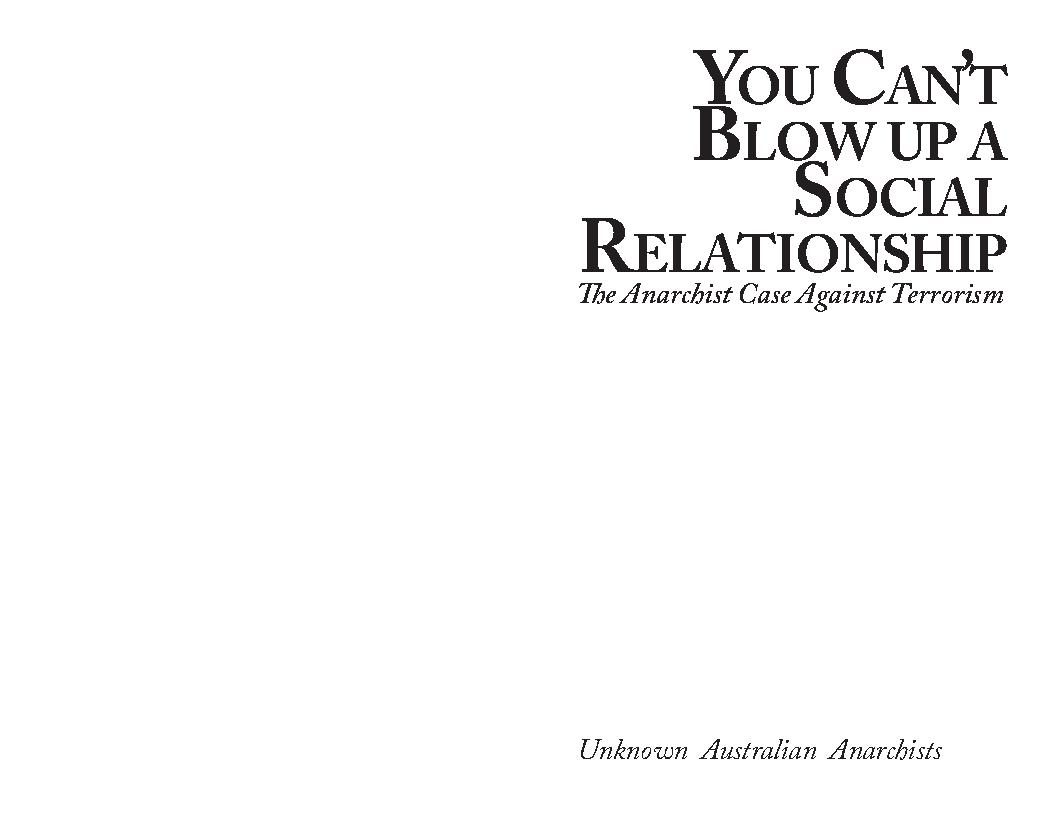 You Can't
Blow up a
Social
Relationship
The Anarchist Case Against Terrorism
Unknown Australian Anarchists